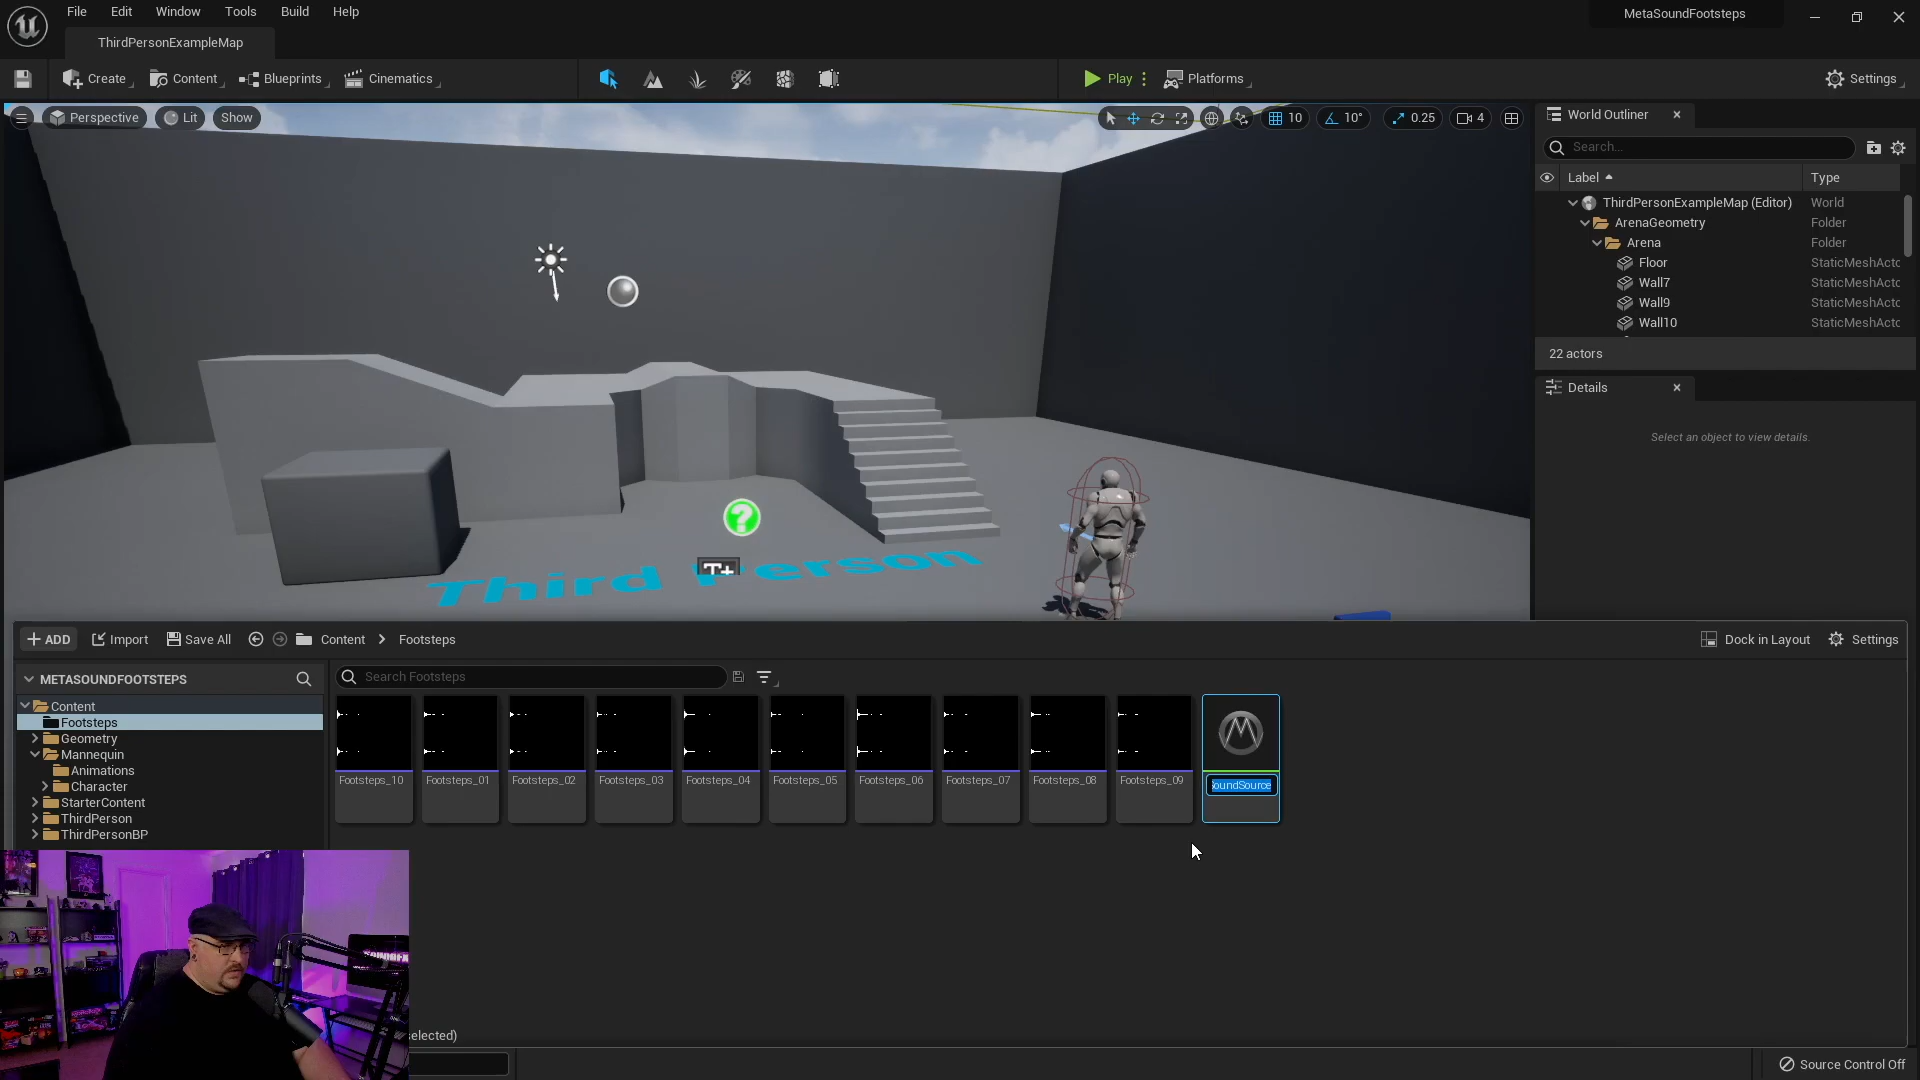 File Edit Window Tools Build Help MetaSoundFootsteps
ThirdPersonExampleMap
Create Content Blueprints Cinematics Play Platforms Settings
Perspective Lit Show 10 10° 0.25 4
World Outliner
Search...
Label Type
ThirdPersonExampleMap (Editor) World
ArenaGeometry Folder
Arena Folder
Floor StaticMeshActo
Wall7 StaticMeshActo
Wall9 StaticMeshActo
Wall10 StaticMeshActo
22 actors
Details
Select an object to view details.
?
T+
Third Person
ADD Import Save All Content Footsteps Dock in Layout Settings
METASOUNDFOOTSTEPS
Search Footsteps
Content
Footsteps
Geometry
Mannequin
Animations
Character
StarterContent
ThirdPerson
ThirdPersonBP
Footsteps_10 Footsteps_01 Footsteps_02 Footsteps_03 Footsteps_04 Footsteps_05 Footsteps_06 Footsteps_07 Footsteps_08 Footsteps_09 SoundSource
selected)
Source Control Off